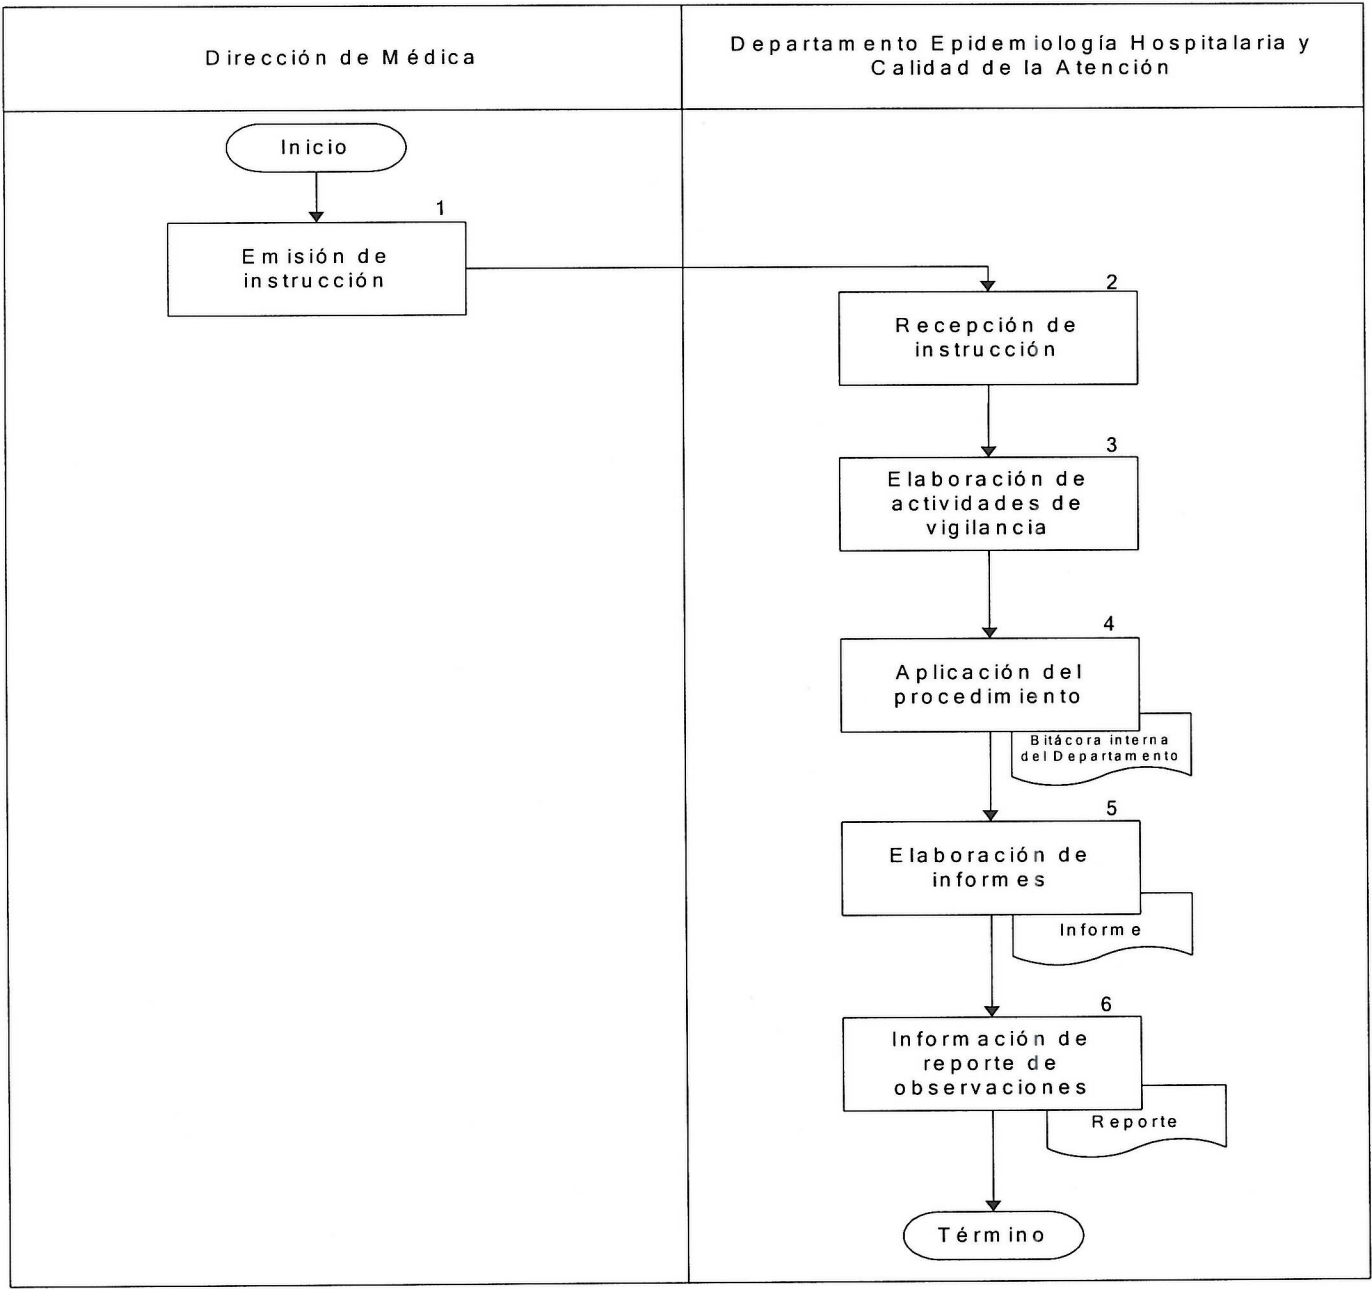 Dirección de Médica
Departamento Epidemiología Hospitalaria y
Calidad de la Atención
Inicio
1
Emisión de
instrucción
2
Recepción de
instrucción
3
Elaboración de
actividades de
vigilancia
4
Aplicación del
procedimiento
Bitácora interna
del Departamento
5
Elaboración de
informes
Informe
6
Información de
reporte de
observaciones
Reporte
Término